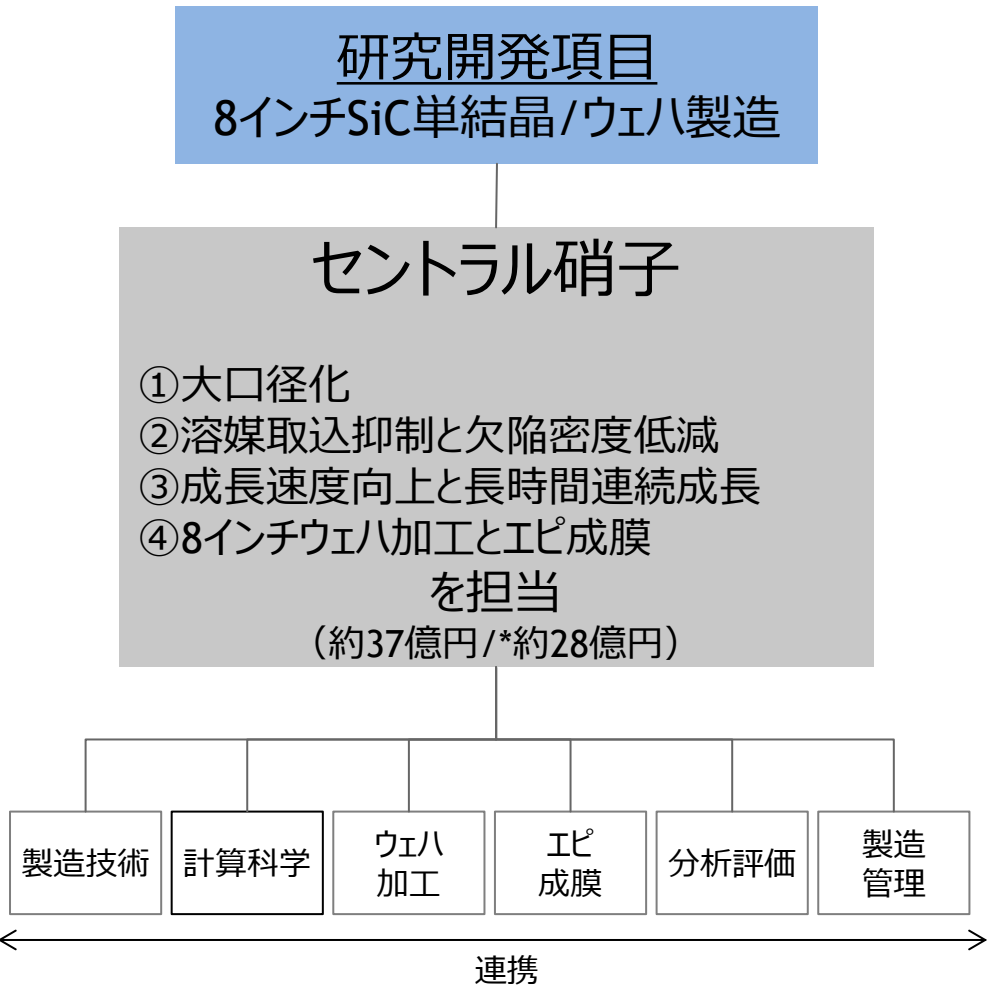 研究開発項目
8インチSiC単結晶/ウェハ製造
セントラル硝子
①大口径化
②溶媒取込抑制と欠陥密度低減
③成長速度向上と長時間連続成長
④8インチウェハ加工とエピ成膜
を担当
（約37億円/*約28億円）
製造技術
計算科学
ウェハ
加工
エピ
成膜
分析評価
製造
管理
連携